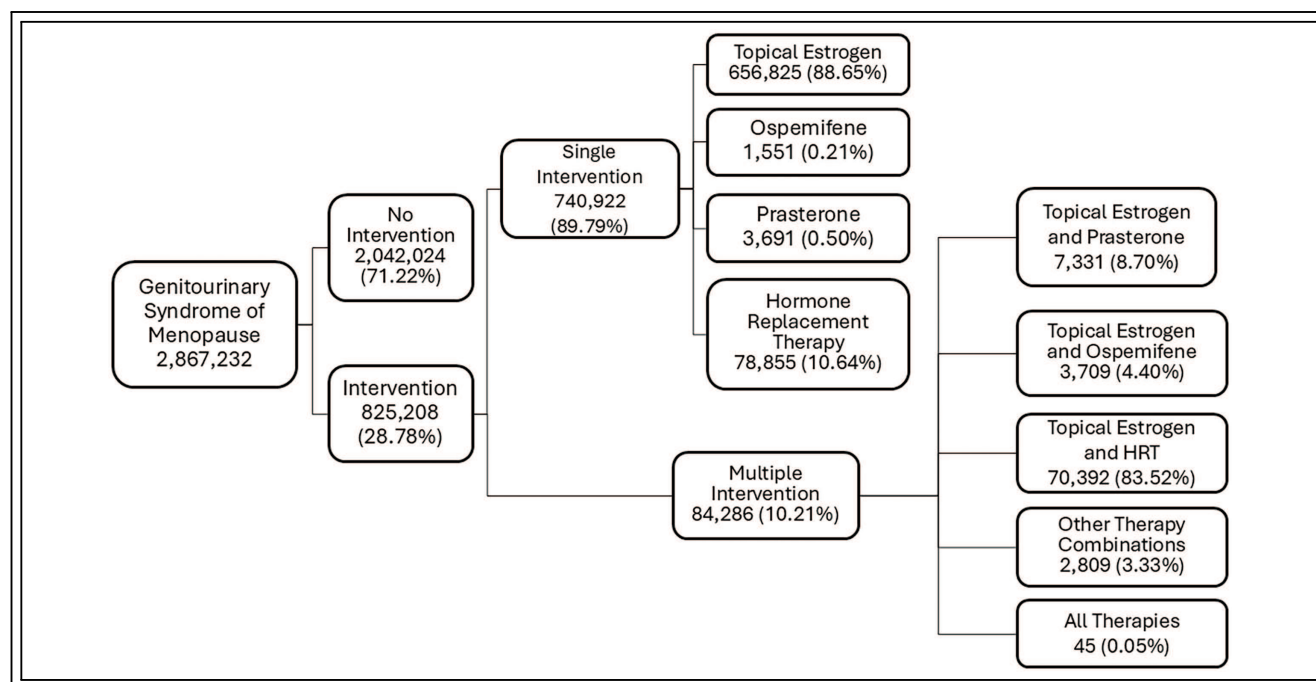 Genitourinary
Syndrome of
Menopause
2,867,232
No
Intervention
2,042,024
(71.22%)
Intervention
825,208
(28.78%)
Single
Intervention
740,922
(89.79%)
Multiple
Intervention
84,286 (10.21%)
Topical Estrogen
656,825 (88.65%)
Ospemifene
1,551 (0.21%)
Prasterone
3,691 (0.50%)
Hormone
Replacement
Therapy
78,855 (10.64%)
Topical Estrogen
and Prasterone
7,331 (8.70%)
Topical Estrogen
and Ospemifene
3,709 (4.40%)
Topical Estrogen
and HRT
70,392 (83.52%)
Other Therapy
Combinations
2,809 (3.33%)
All Therapies
45 (0.05%)